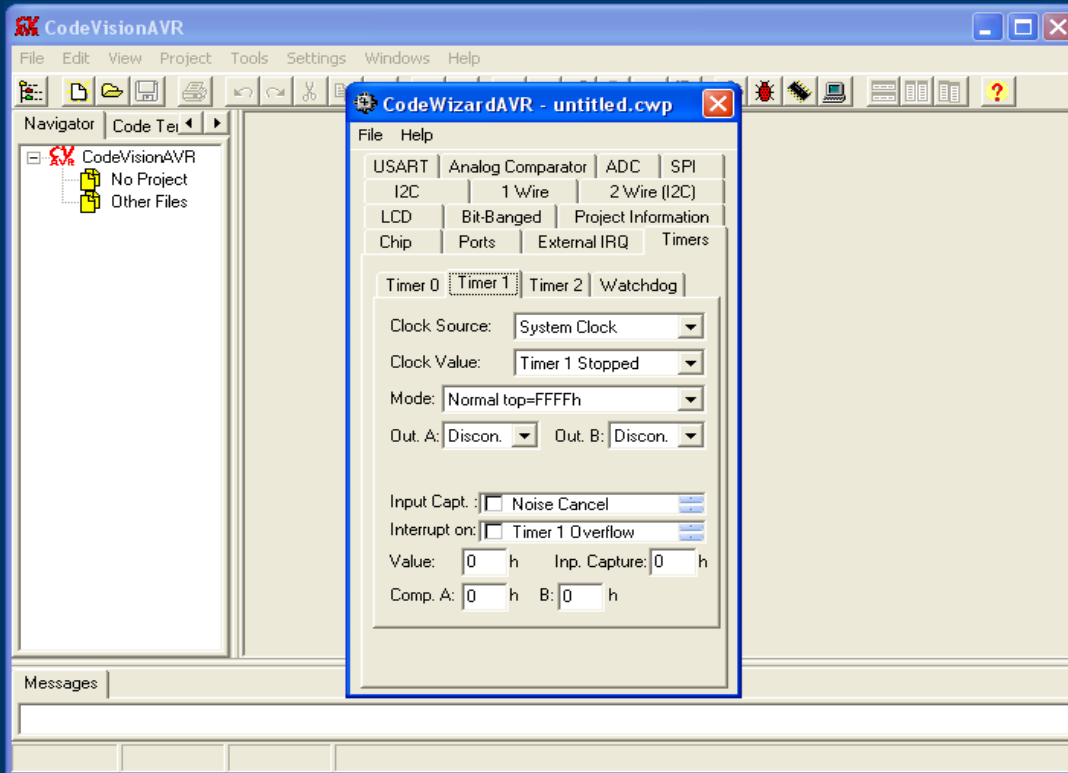 CodeVisionAVR
File Edit View Project Tools Settings Windows Help
Navigator Code Ter
CodeVisionAVR
No Project
Other Files
CodeWizardAVR - untitled.cwp
File Help
USART Analog Comparator ADC SPI
I2C 1 Wire 2 Wire (I2C)
LCD Bit-Banged Project Information
Chip Ports External IRQ Timers
Timer 0 Timer 1 Timer 2 Watchdog
Clock Source: System Clock
Clock Value: Timer 1 Stopped
Mode: Normal top=FFFFh
Out. A: Discon. Out. B: Discon.
Input Capt. : Noise Cancel
Interrupt on: Timer 1 Overflow
Value: 0 h Inp. Capture: 0 h
Comp. A: 0 h B: 0 h
Messages